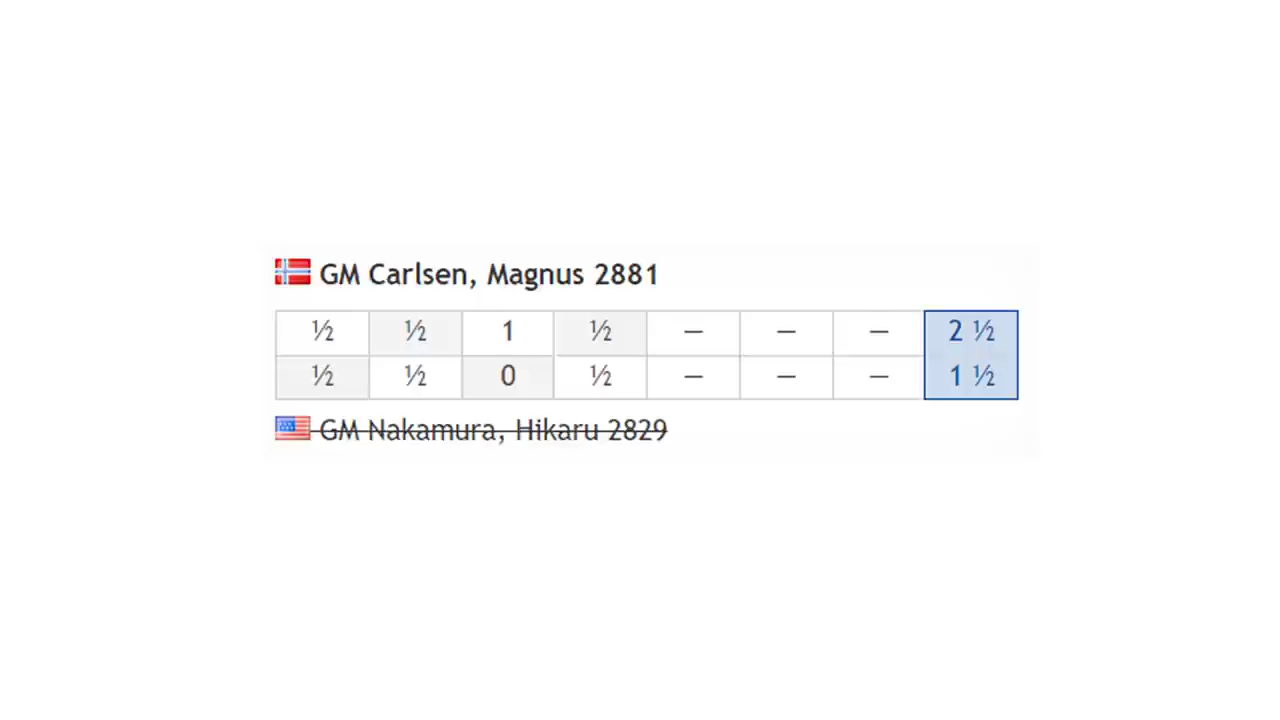 GM Carlsen, Magnus 2881
½ ½ 1 ½ — — — 2 ½
½ ½ 0 ½ — — — 1 ½
GM Nakamura, Hikaru 2829